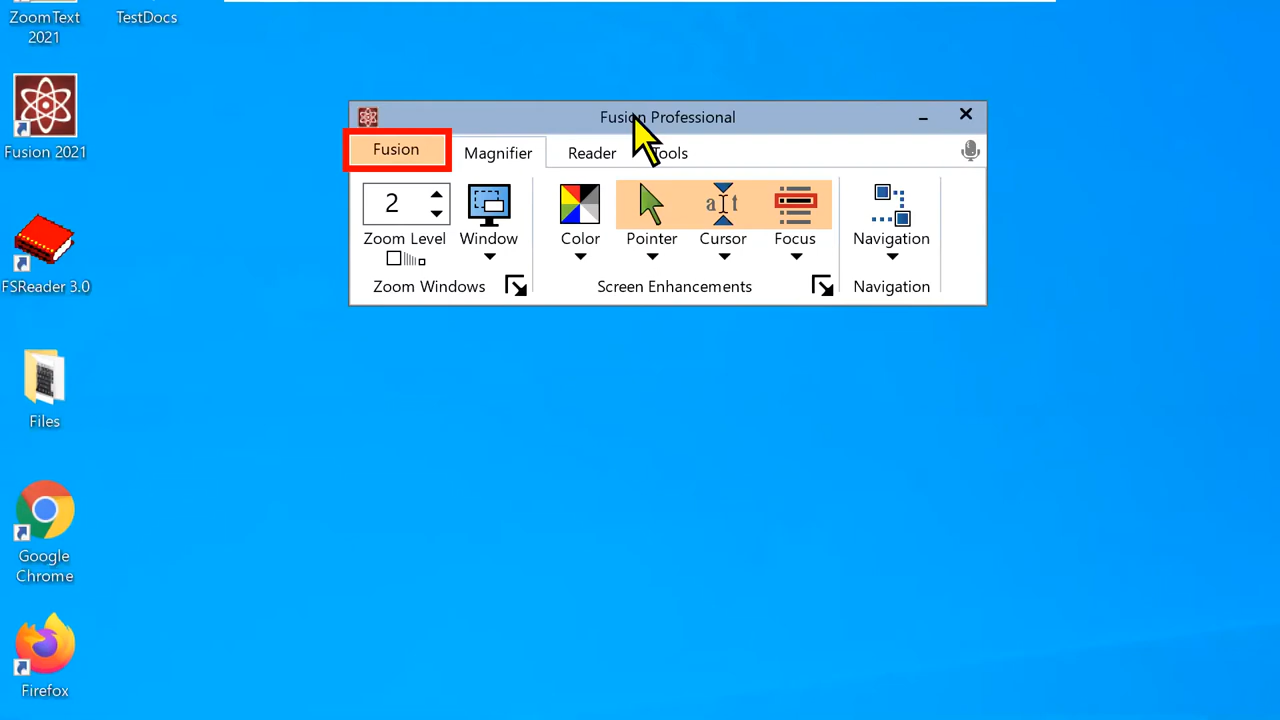 ZoomText
2021
TestDocs
Fusion 2021
FSReader 3.0
Files
Google
Chrome
Firefox
Fusion Professional
Fusion
Magnifier
Reader
Tools
2
Zoom Level
Window
Color
a t
Pointer
Cursor
Focus
Navigation
Zoom Windows
Screen Enhancements
Navigation